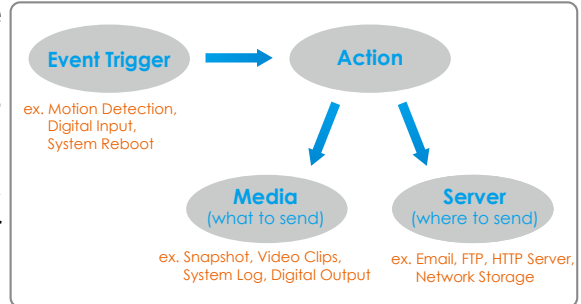 Event Trigger
Action
ex. Motion Detection,
Digital Input,
System Reboot
Media
(what to send)
Server
(where to send)
ex. Snapshot, Video Clips,
System Log, Digital Output
ex. Email, FTP, HTTP Server,
Network Storage